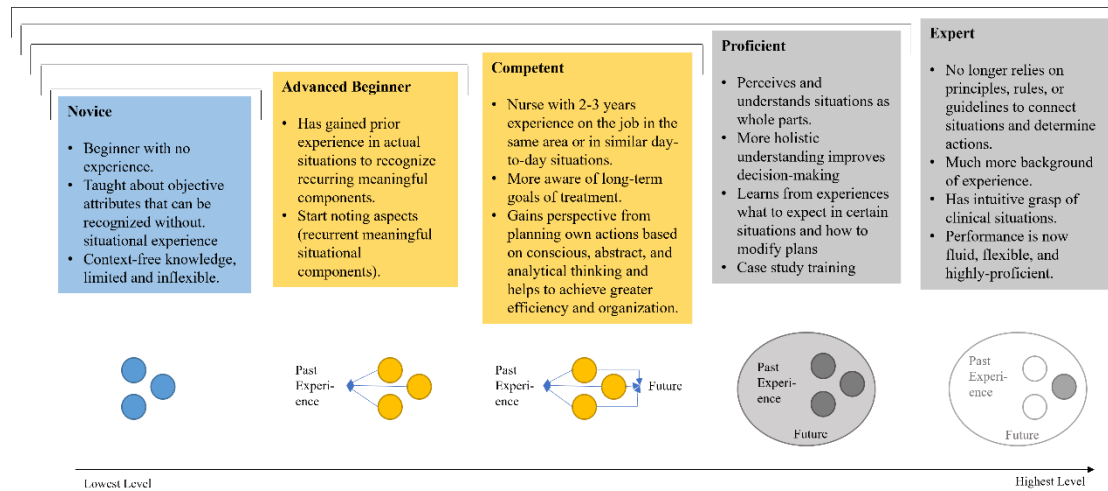 Novice
• Beginner with no
experience.
• Taught about objective
attributes that can be
recognized without.
situational experience
• Context-free knowledge,
limited and inflexible.
Advanced Beginner
• Has gained prior
experience in actual
situations to recognize
recurring meaningful
components.
• Start noting aspects
(recurrent meaningful
situational
components).
Competent
• Nurse with 2-3 years
experience on the job in the
same area or in similar day-
to-day situations.
• More aware of long-term
goals of treatment.
• Gains perspective from
planning own actions based
on conscious, abstract, and
analytical thinking and
helps to achieve greater
efficiency and organization.
Proficient
• Perceives and
understands situations as
whole parts.
• More holistic
understanding improves
decision-making
• Learns from experiences
what to expect in certain
situations and how to
modify plans
• Case study training
Expert
• No longer relies on
principles, rules, or
guidelines to connect
situations and determine
actions.
• Much more background
of experience.
• Has intuitive grasp of
clinical situations.
• Performance is now
fluid, flexible, and
highly-proficient.
Past
Experi-
ence
Past
Experi-
ence
Future
Past
Experi-
ence
Future
Past
Experi-
ence
Future
Lowest Level
Highest Level